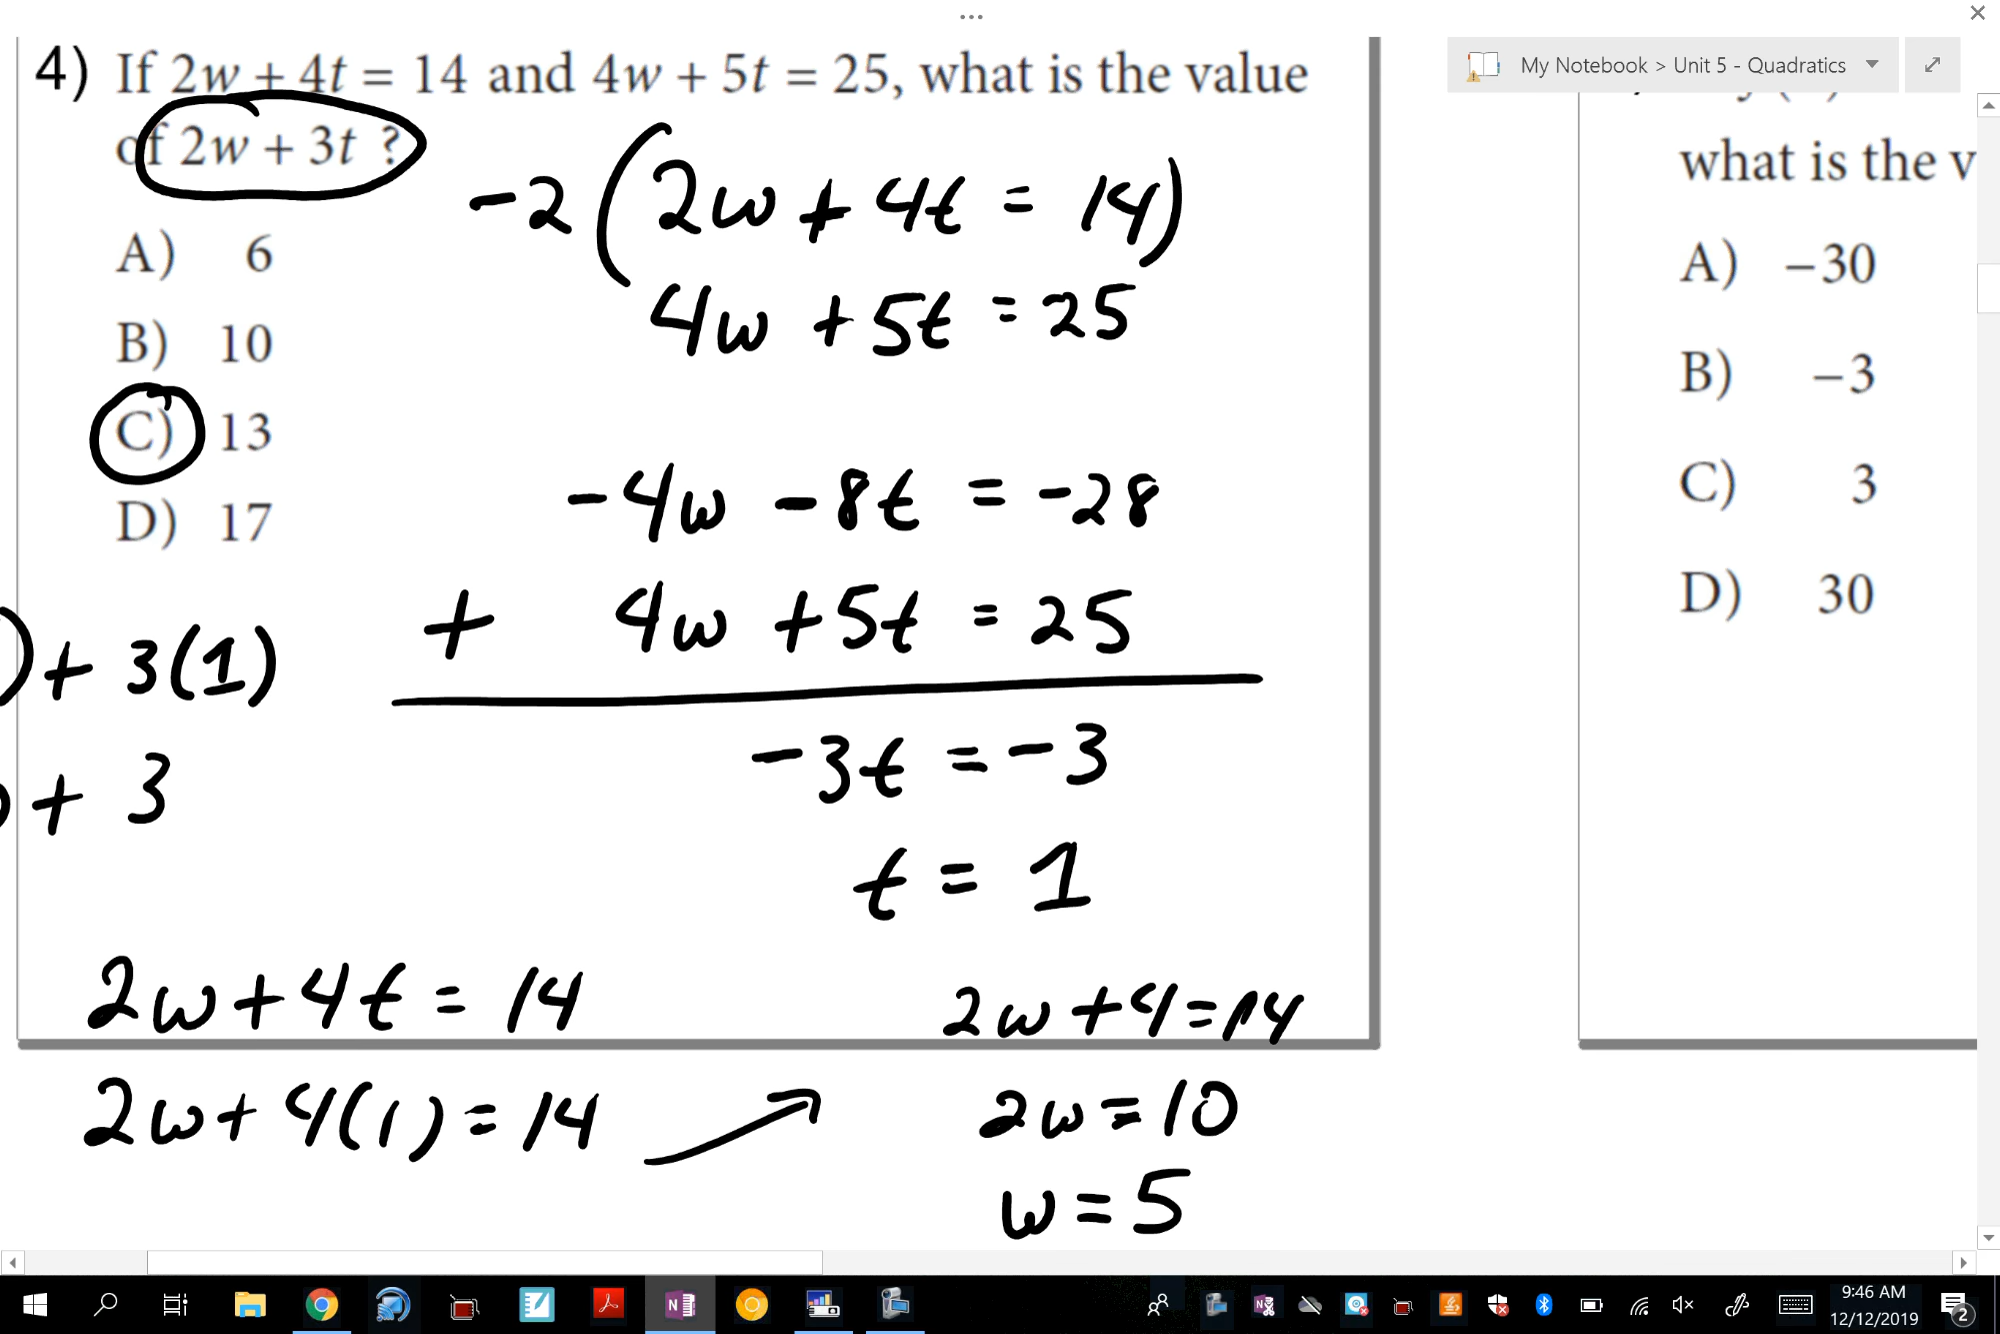 My Notebook > Unit 5 - Quadratics
4) If 2w + 4t = 14 and 4w + 5t = 25, what is the value
of 2w + 3t ?
A) 6
B) 10
C) 13
D) 17
-2(2w + 4t = 14)
4w + 5t = 25
-4w - 8t = -28
+ 4w + 5t = 25
-3t = -3
t = 1
) + 3(1)
+ 3
2w + 4t = 14
2w + 4(1) = 14
2w + 4 = 14
2w = 10
w = 5
what is the v
A) −30
B) −3
C) 3
D) 30
9:46 AM
12/12/2019
2